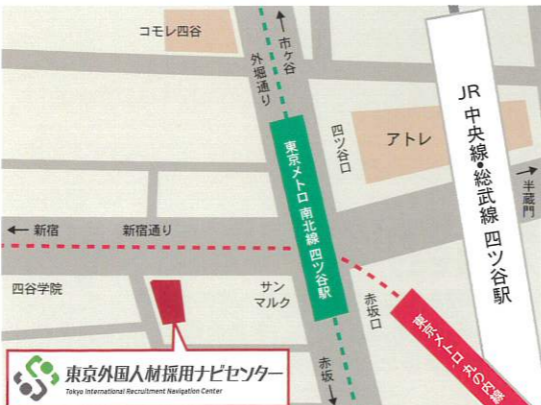 コモレ四谷
↑市ヶ谷
外堀通り
四ツ谷口
アトレ
JR 中央線・総武線 四ツ谷駅
→半蔵門
東京メトロ 南北線 四ツ谷駅
←新宿
新宿通り
四谷学院
サン
マルク
赤坂口
東京メトロ 丸の内線
赤坂↓
東京外国人材採用ナビセンター
Tokyo International Recruitment Navigation Center